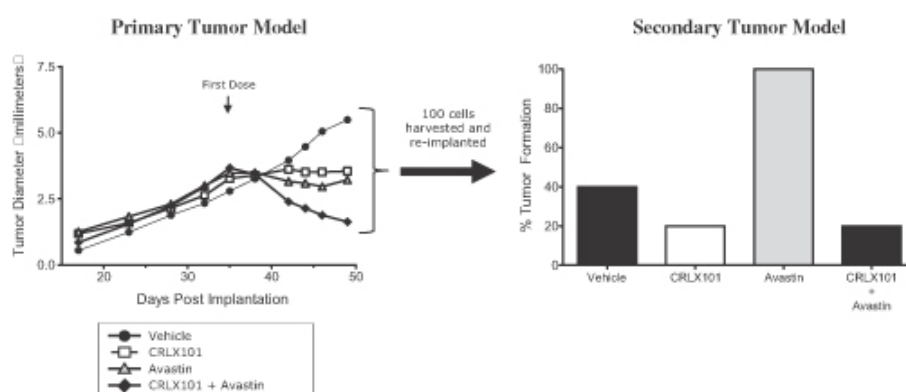 Primary Tumor Model
Secondary Tumor Model
Tumor Diameter □millimeters□
7.5
5.0
2.5
0.0
First Dose
20
30
40
50
Days Post Implantation
100 cells
harvested and
re-implanted
% Tumor Formation
100
80
60
40
20
0
Vehicle
CRLX101
Avastin
CRLX101
+
Avastin
Vehicle
CRLX101
Avastin
CRLX101 + Avastin